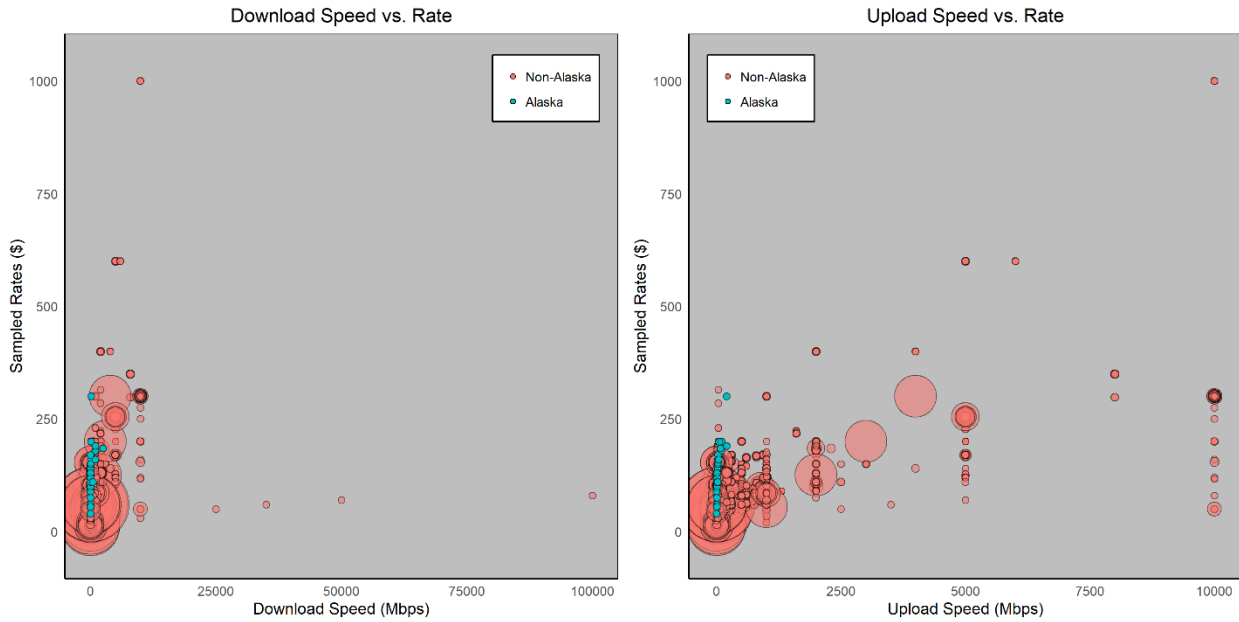 Download Speed vs. Rate
Non-Alaska
Alaska
1000
750
500
250
0
Sampled Rates ($)
0 25000 50000 75000 100000
Download Speed (Mbps)
Upload Speed vs. Rate
Non-Alaska
Alaska
1000
750
500
250
0
Sampled Rates ($)
0 2500 5000 7500 10000
Upload Speed (Mbps)